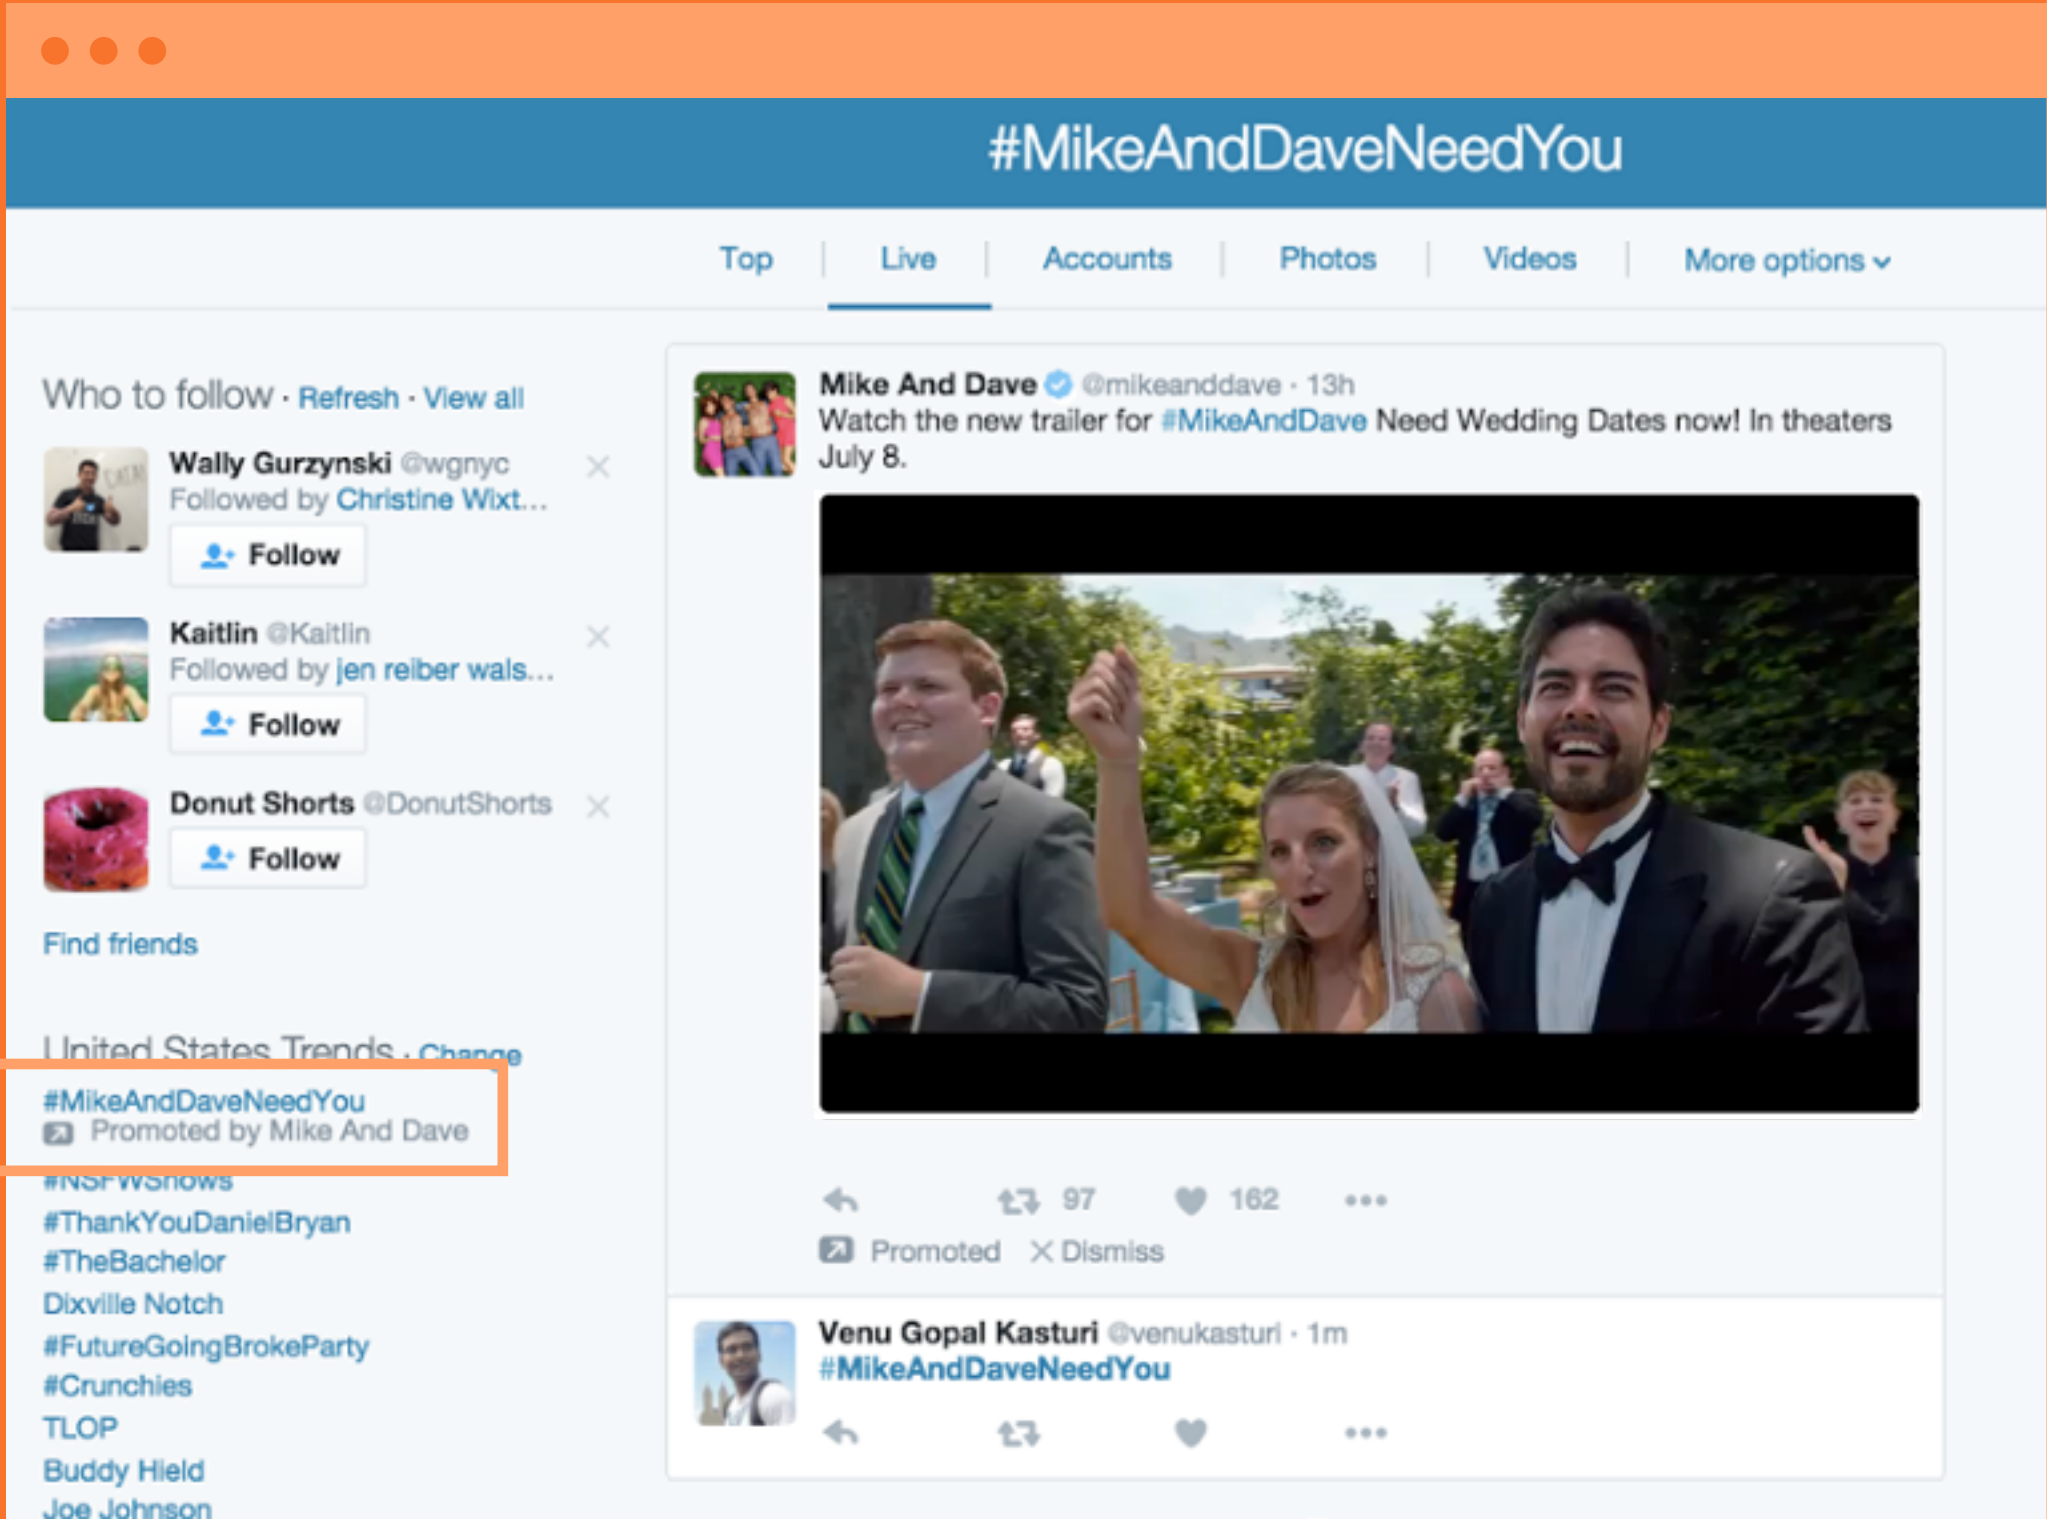 #MikeAndDaveNeedYou
Top
Live
Accounts
Photos
Videos
More options
Who to follow · Refresh · View all
Wally Gurzynski @wgnyc
Followed by Christine Wixt...
Follow
Kaitlin @Kaitlin
Followed by jen reiber wals...
Follow
Donut Shorts @DonutShorts
Follow
Find friends
United States Trends · Change
#MikeAndDaveNeedYou
Promoted by Mike And Dave
#NSFWShows
#ThankYouDanielBryan
#TheBachelor
Dixville Notch
#FutureGoingBrokeParty
#Crunchies
TLOP
Buddy Hield
Joe Johnson
Mike And Dave @mikeanddave · 13h
Watch the new trailer for #MikeAndDave Need Wedding Dates now! In theaters
July 8.
97
162
Promoted
Dismiss
Venu Gopal Kasturi @venukasturi · 1m
#MikeAndDaveNeedYou